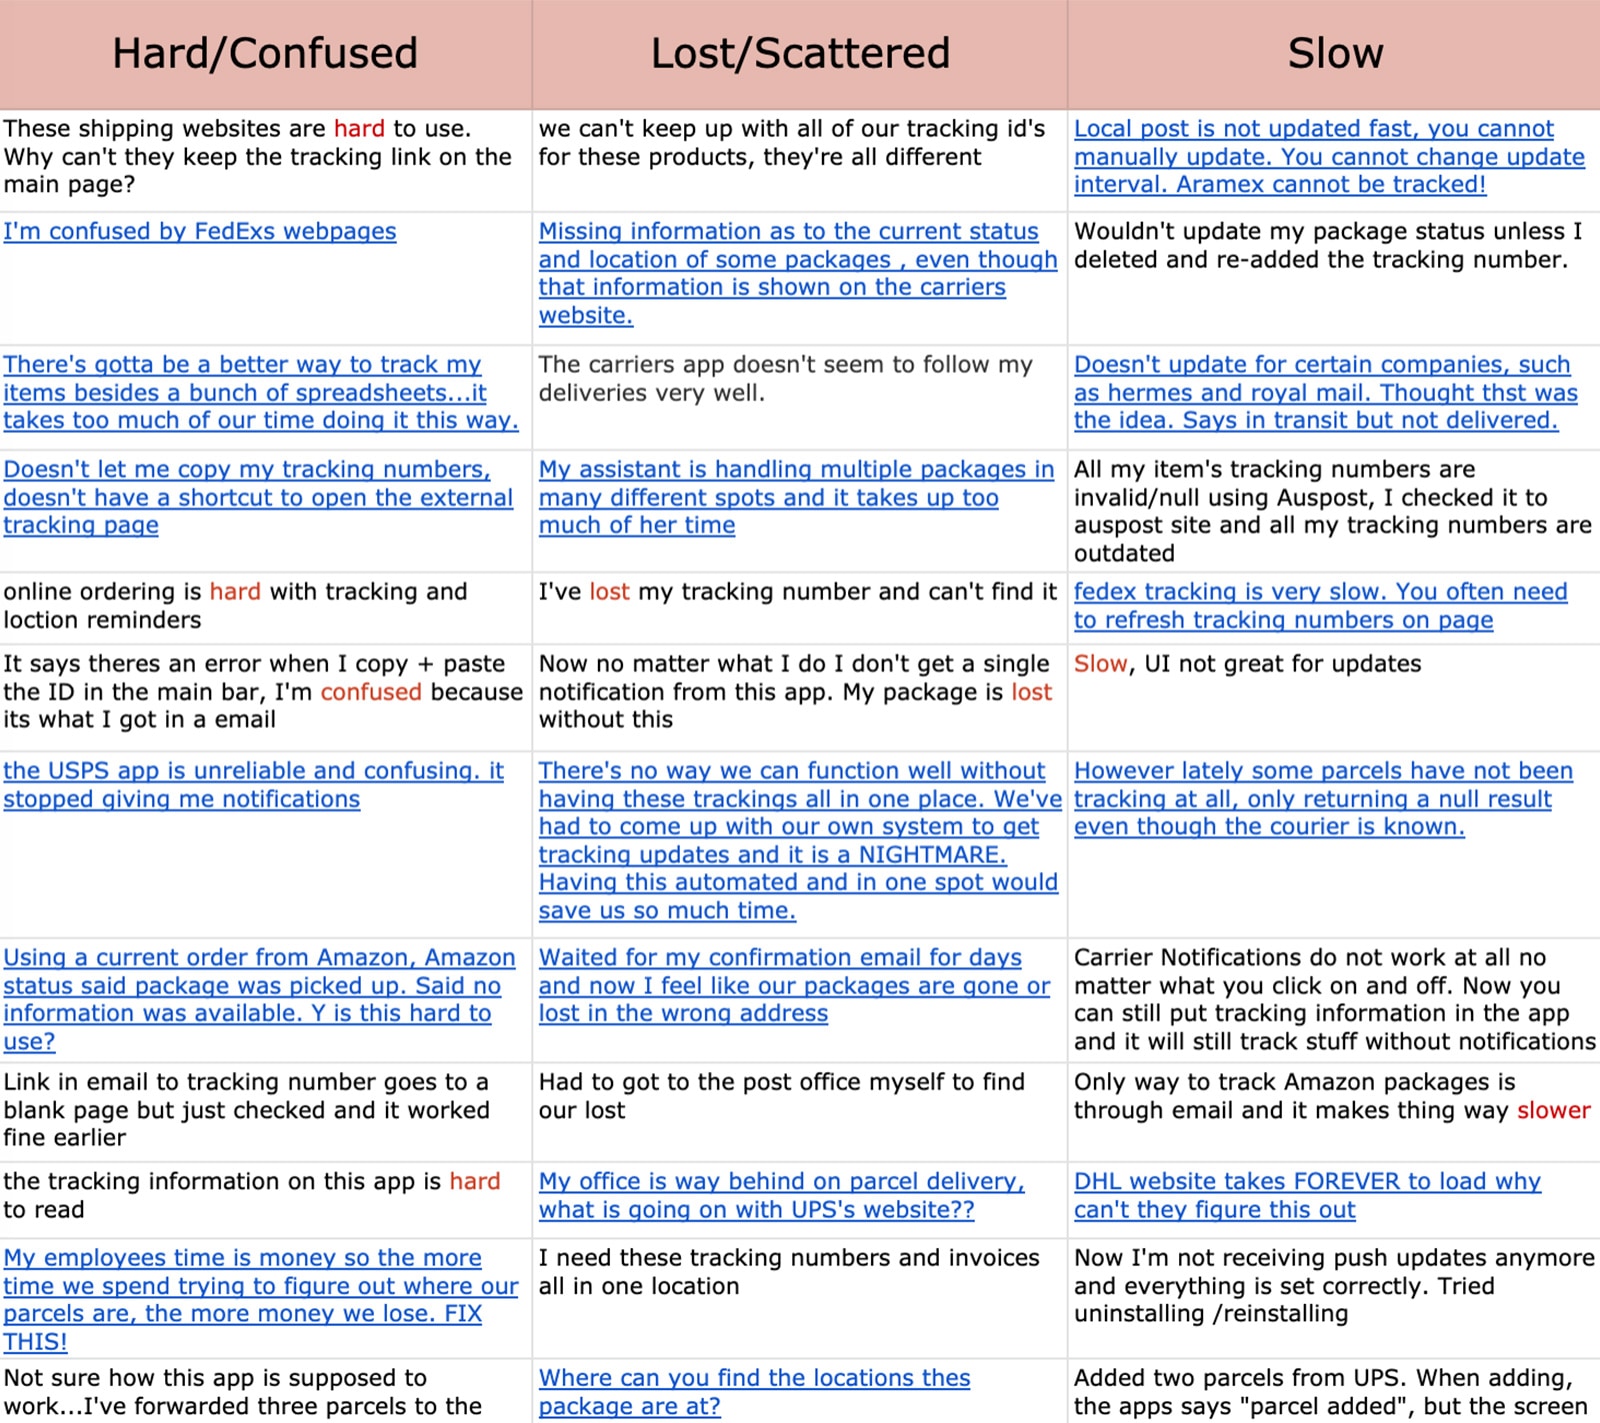 Hard/Confused
Lost/Scattered
Slow
These shipping websites are hard to use.
Why can't they keep the tracking link on the
main page?
we can't keep up with all of our tracking id's
for these products, they're all different
Local post is not updated fast, you cannot
manually update. You cannot change update
interval. Aramex cannot be tracked!
I'm confused by FedExs webpages
Missing information as to the current status
and location of some packages , even though
that information is shown on the carriers
website.
Wouldn't update my package status unless I
deleted and re-added the tracking number.
There's gotta be a better way to track my
items besides a bunch of spreadsheets...it
takes too much of our time doing it this way.
The carriers app doesn't seem to follow my
deliveries very well.
Doesn't update for certain companies, such
as hermes and royal mail. Thought thst was
the idea. Says in transit but not delivered.
Doesn't let me copy my tracking numbers,
doesn't have a shortcut to open the external
tracking page
My assistant is handling multiple packages in
many different spots and it takes up too
much of her time
All my item's tracking numbers are
invalid/null using Auspost, I checked it to
auspost site and all my tracking numbers are
outdated
online ordering is hard with tracking and
loction reminders
I've lost my tracking number and can't find it
fedex tracking is very slow. You often need
to refresh tracking numbers on page
It says theres an error when I copy + paste
the ID in the main bar, I'm confused because
its what I got in a email
Now no matter what I do I don't get a single
notification from this app. My package is lost
without this
Slow, UI not great for updates
the USPS app is unreliable and confusing. it
stopped giving me notifications
There's no way we can function well without
having these trackings all in one place. We've
had to come up with our own system to get
tracking updates and it is a NIGHTMARE.
Having this automated and in one spot would
save us so much time.
However lately some parcels have not been
tracking at all, only returning a null result
even though the courier is known.
Using a current order from Amazon, Amazon
status said package was picked up. Said no
information was available. Y is this hard to
use?
Waited for my confirmation email for days
and now I feel like our packages are gone or
lost in the wrong address
Carrier Notifications do not work at all no
matter what you click on and off. Now you
can still put tracking information in the app
and it will still track stuff without notifications
Link in email to tracking number goes to a
blank page but just checked and it worked
fine earlier
Had to got to the post office myself to find
our lost
Only way to track Amazon packages is
through email and it makes thing way slower
the tracking information on this app is hard
to read
My office is way behind on parcel delivery,
what is going on with UPS's website??
DHL website takes FOREVER to load why
can't they figure this out
My employees time is money so the more
time we spend trying to figure out where our
parcels are, the more money we lose. FIX
THIS!
I need these tracking numbers and invoices
all in one location
Now I'm not receiving push updates anymore
and everything is set correctly. Tried
uninstalling /reinstalling
Not sure how this app is supposed to
work...I've forwarded three parcels to the
Where can you find the locations thes
package are at?
Added two parcels from UPS. When adding,
the apps says "parcel added", but the screen